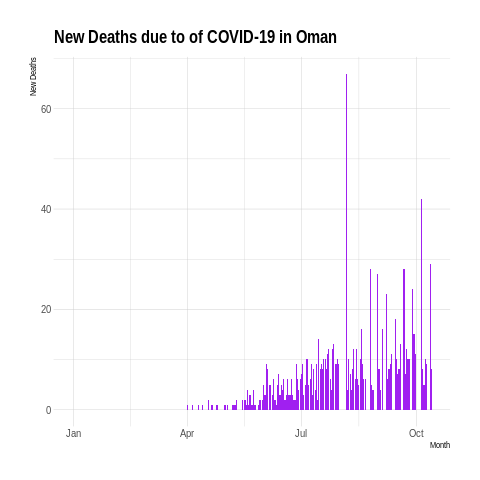 New Deaths due to of COVID-19 in Oman
New Deaths
60
40
20
0
Jan Apr Jul Oct
Month